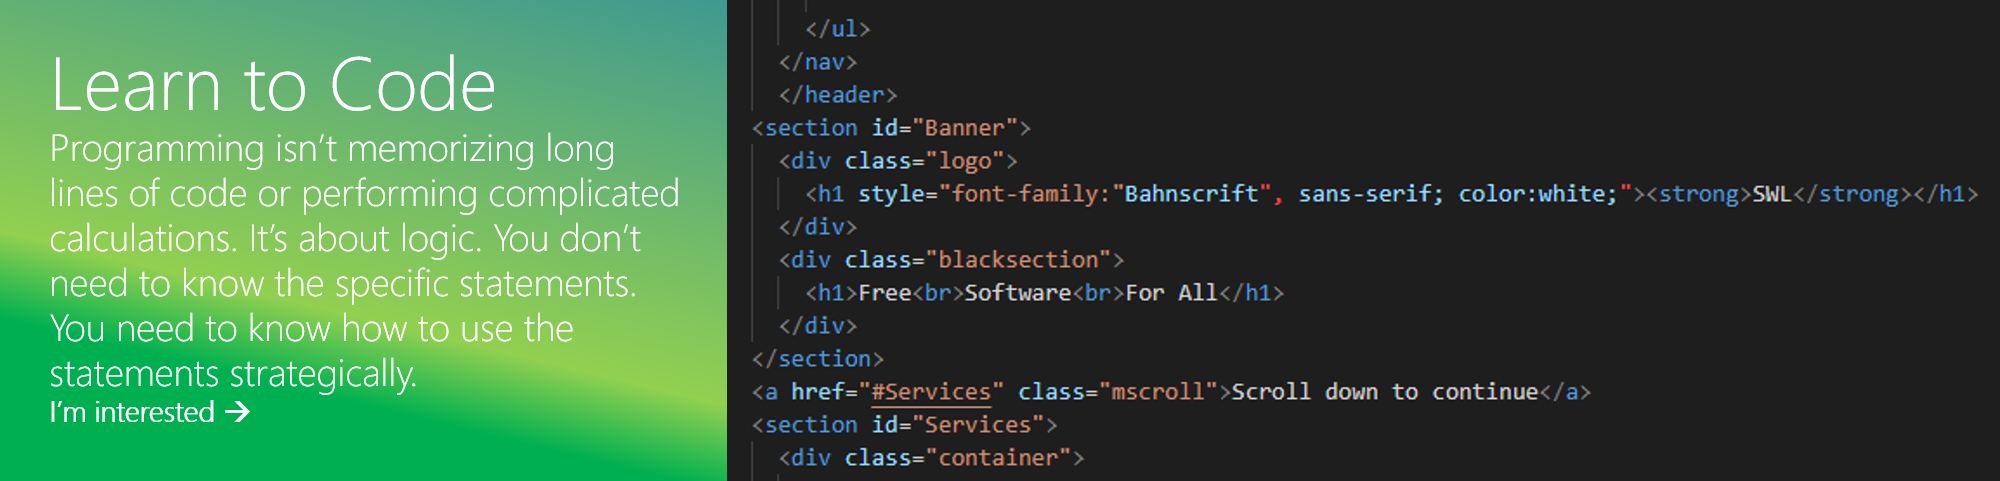 Learn to Code
Programming isn't memorizing long
lines of code or performing complicated
calculations. It's about logic. You don't
need to know the specific statements.
You need to know how to use the
statements strategically.
I'm interested →
</ul>
</nav>
</header>
<section id="Banner">
<div class="logo">
<h1 style="font-family:"Bahnscrift", sans-serif; color:white;"><strong>SWL</strong></h1>
</div>
<div class="blacksection">
<h1>Free<br>Software<br>For All</h1>
</div>
</section>
<a href="#Services" class="mscroll">Scroll down to continue</a>
<section id="Services">
<div class="container">